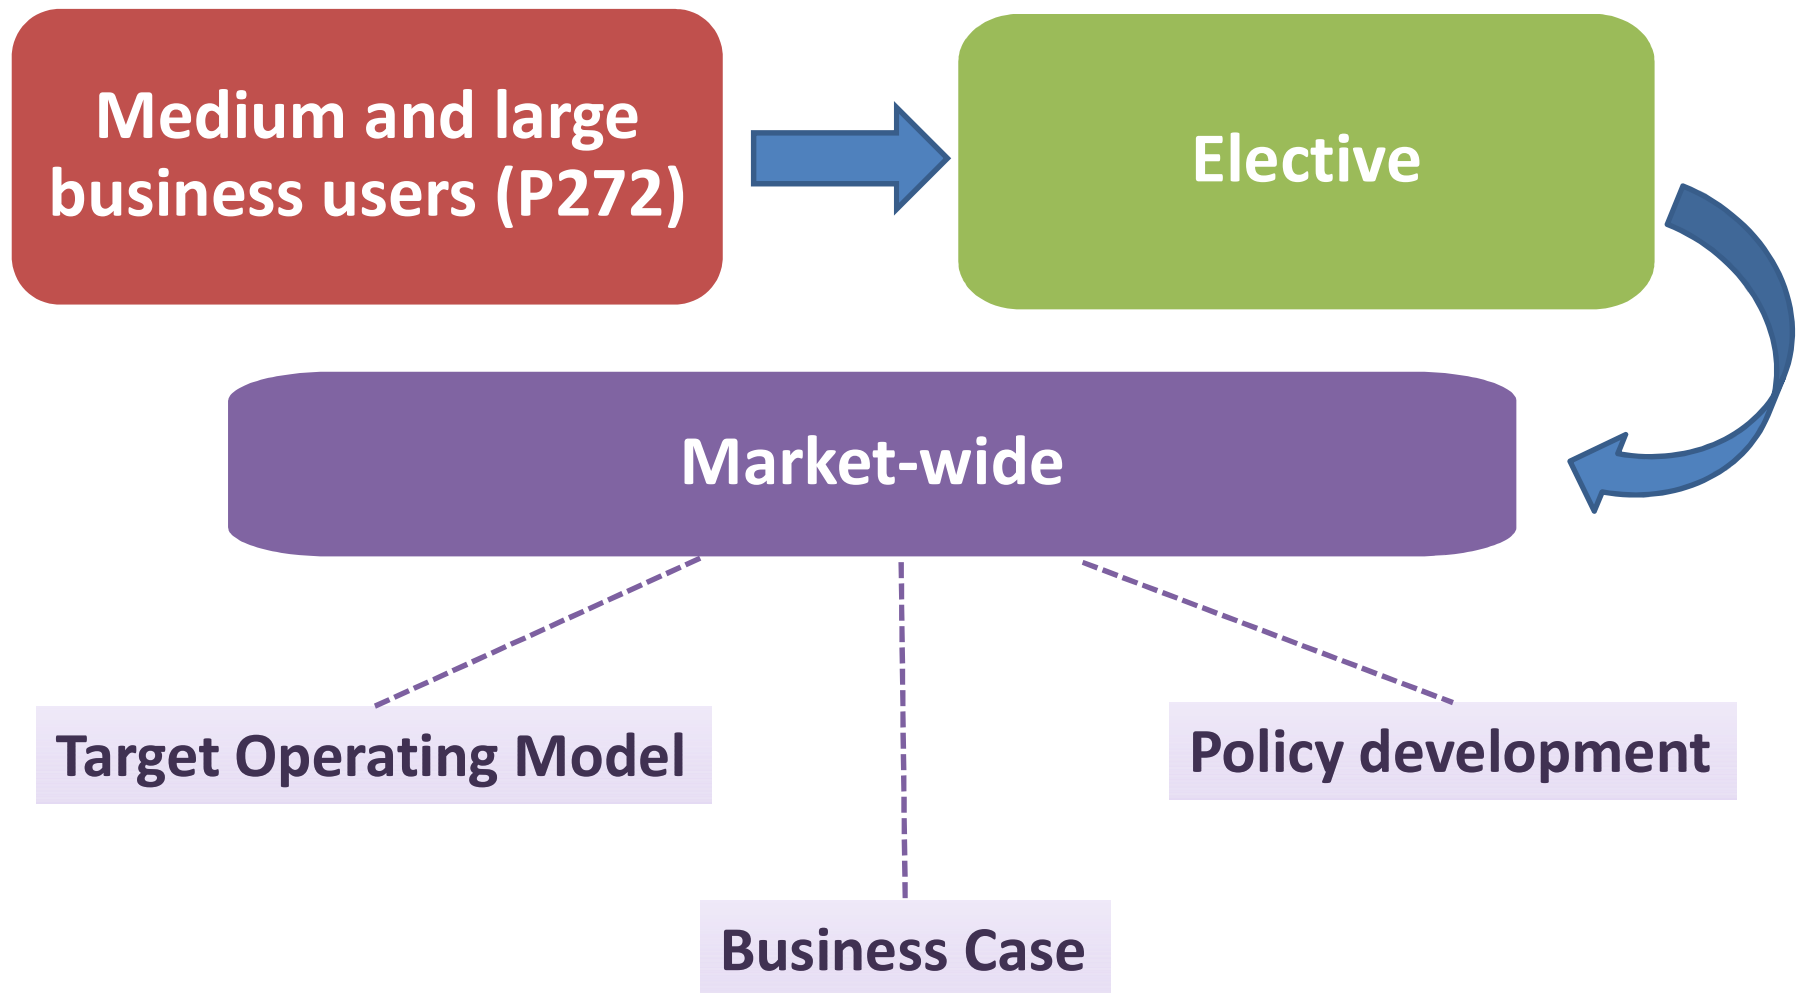 Medium and large
business users (P272)
Elective
Market-wide
Target Operating Model
Policy development
Business Case